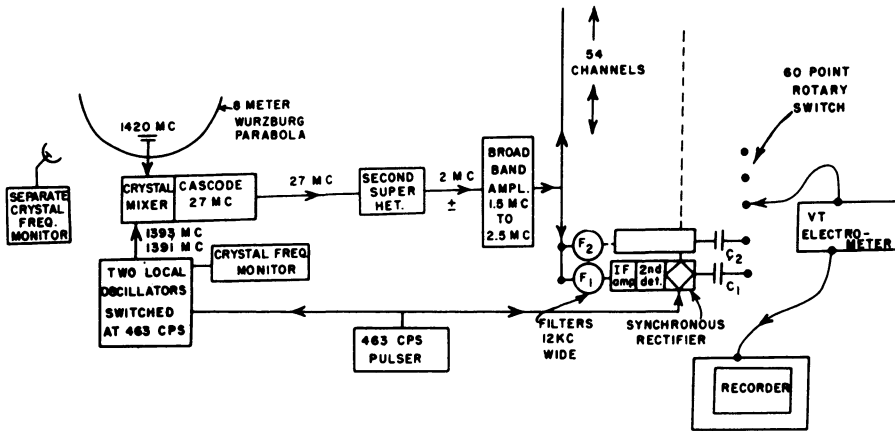 54
CHANNELS
60 POINT
ROTARY
SWITCH
8 METER
WURZBURG
PARABOLA
1420 MC
SEPARATE
CRYSTAL
FREQ.
MONITOR
CRYSTAL
MIXER
CASCODE
27 MC
27 MC
SECOND
SUPER
HET.
2 MC
±
BROAD
BAND
AMPL.
1.5 MC
TO
2.5 MC
VT
ELECTRO-
METER
1393 MC
1391 MC
CRYSTAL FREQ.
MONITOR
TWO LOCAL
OSCILLATORS
SWITCHED
AT 463 CPS
F2
C2
F1
IF
amp
2nd
det.
C1
463 CPS
PULSER
FILTERS
12KC
WIDE
SYNCHRONOUS
RECTIFIER
RECORDER